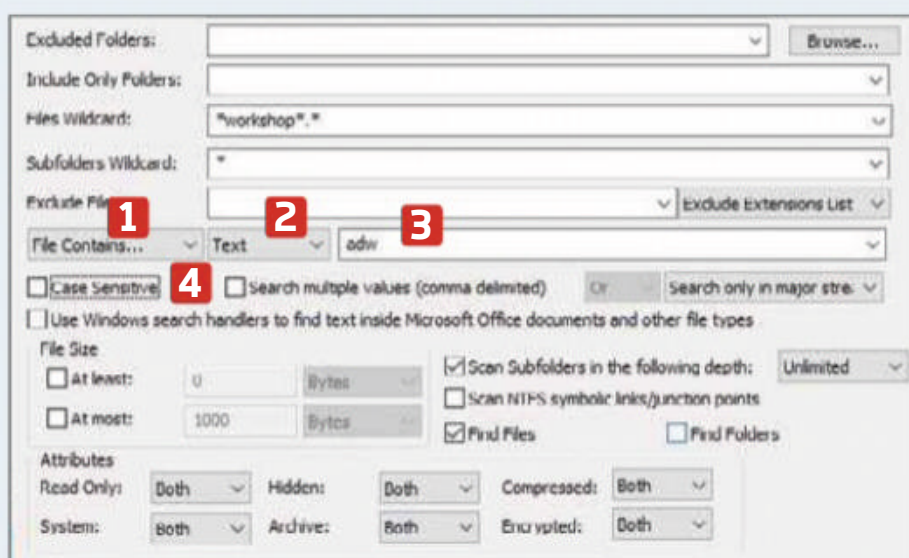 Excluded Folders: Browse...
Include Only Folders:
Files Wildcard: *workshop*.*
Subfolders Wildcard: *
Exclude File Exclude Extensions List
1 2 3
File Contains... Text adw
Case Sensitive 4 Search multiple values (comma delimited) Or Search only in major strea
Use Windows search handlers to find text inside Microsoft Office documents and other file types
File Size
At least: 0 Bytes Scan Subfolders in the following depth: Unlimited
Scan NTFS symbolic links/junction points
At most: 1000 Bytes Find Files Find Folders
Attributes
Read Only: Both Hidden: Both Compressed: Both
System: Both Archive: Both Encrypted: Both